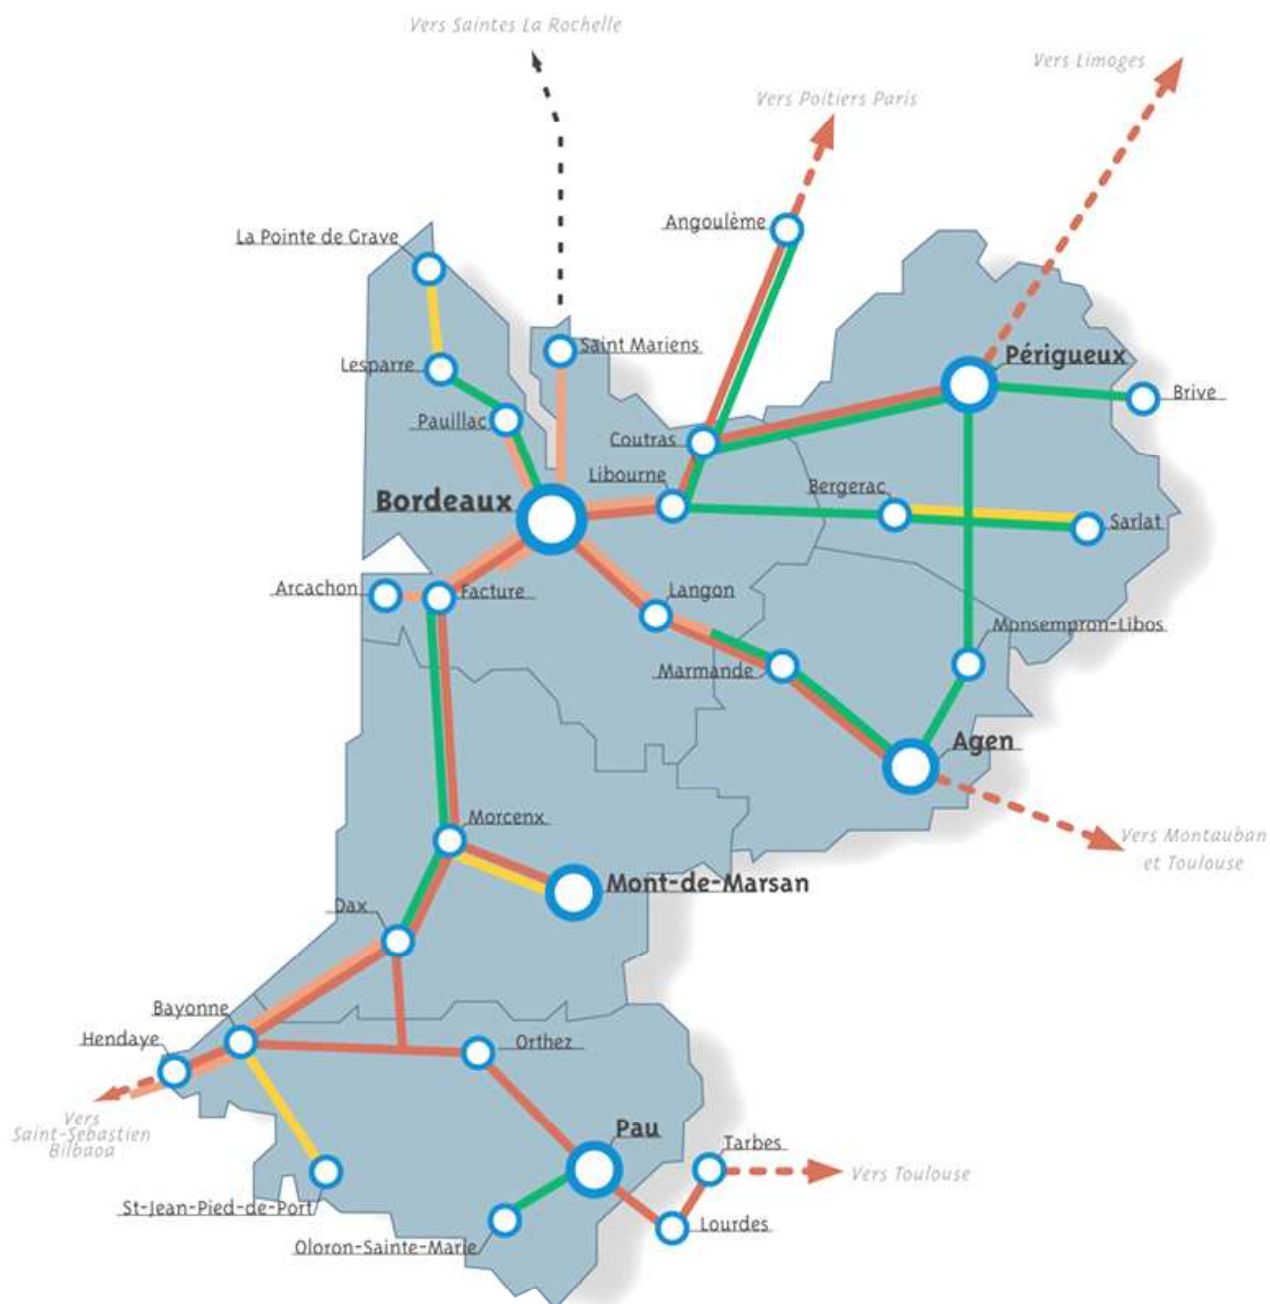 Vers Saintes La Rochelle
Vers Limoges
Vers Poitiers Paris
Angoulème
La Pointe de Grave
Saint Mariens
Périgueux
Lesparre
Brive
Pauillac
Coutras
Libourne
Bergerac
Bordeaux
Sarlat
Arcachon
Facture
Langon
Monsempron-Libos
Marmande
Agen
Morcenx
Vers Montauban
et Toulouse
Mont-de-Marsan
Dax
Bayonne
Hendaye
Orthez
Vers
Saint-Sebastien
Bilbaoa
Pau
Tarbes
Vers Toulouse
St-Jean-Pied-de-Port
Lourdes
Oloron-Sainte-Marie